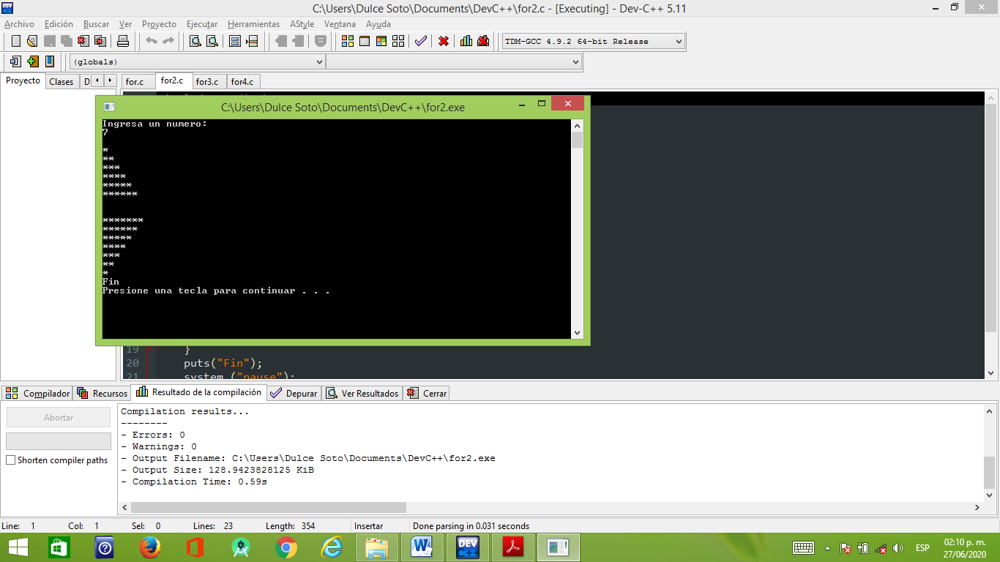 C:\Users\Dulce Soto\Documents\DevC++\for2.c - [Executing] - Dev-C++ 5.11
Archivo Edición Buscar Ver Proyecto Ejecutar Herramientas AStyle Ventana Ayuda
TDM-GCC 4.9.2 64-bit Release
(globals)
Proyecto Clases D for.c for2.c for3.c for4.c
C:\Users\Dulce Soto\Documents\DevC++\for2.exe
Ingresa un numero:
7
*
**
***
****
*****
******
*******
******
*****
****
***
**
*
Fin
Presione una tecla para continuar . . .
19 }
20 puts("Fin");
21 system ("pause");
Compilador Recursos Resultado de la compilación Depurar Ver Resultados Cerrar
Abortar
Shorten compiler paths
Compilation results...
--------
- Errors: 0
- Warnings: 0
- Output Filename: C:\Users\Dulce Soto\Documents\DevC++\for2.exe
- Output Size: 128.9423828125 KiB
- Compilation Time: 0.59s
Line: 1 Col: 1 Sel: 0 Lines: 23 Length: 354 Insertar Done parsing in 0.031 seconds
ESP
02:10 p. m.
27/06/2020